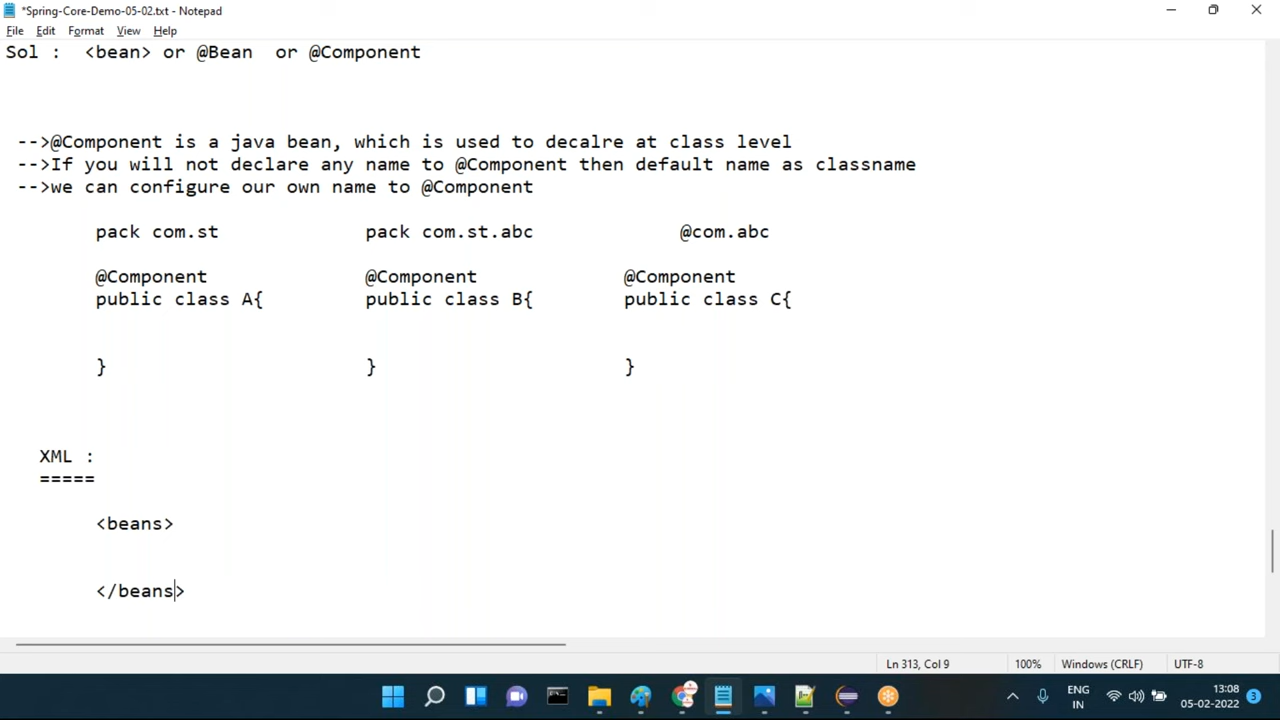 *Spring-Core-Demo-05-02.txt - Notepad
File Edit Format View Help
Sol : <bean> or @Bean or @Component
-->@Component is a java bean, which is used to decalre at class level
-->If you will not declare any name to @Component then default name as classname
-->we can configure our own name to @Component
pack com.st pack com.st.abc @com.abc
@Component @Component @Component
public class A{ public class B{ public class C{
} } }
XML :
=====
<beans>
</beans>
Ln 313, Col 9 100% Windows (CRLF) UTF-8
ENG 13:08
IN 05-02-2022 3